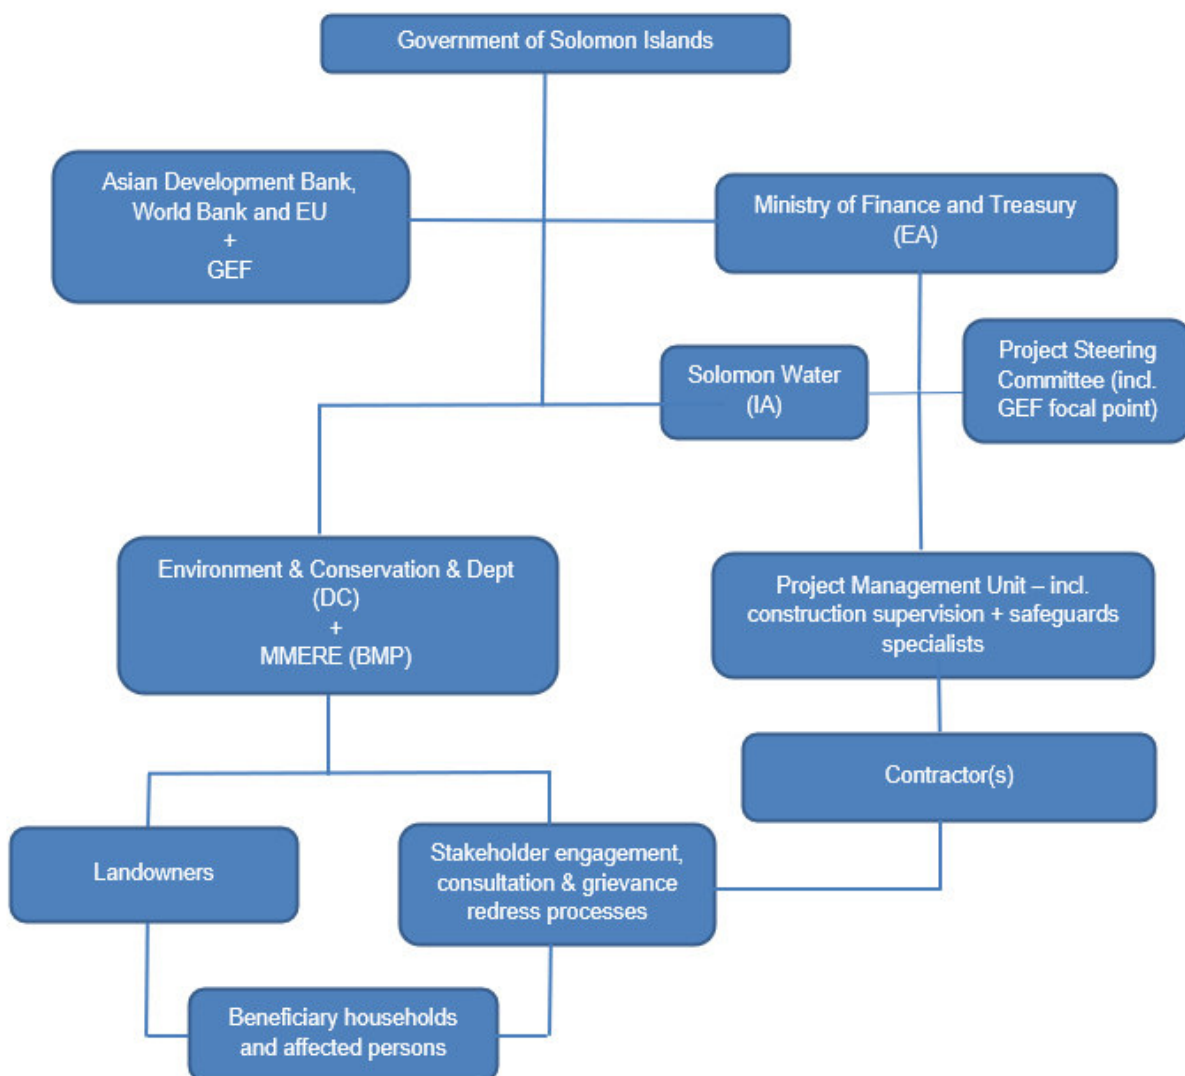 Government of Solomon Islands
Asian Development Bank,
World Bank and EU
+
GEF
Ministry of Finance and Treasury
(EA)
Solomon Water
(IA)
Project Steering
Committee (incl.
GEF focal point)
Environment & Conservation & Dept
(DC)
+
MMERE (BMP)
Project Management Unit – incl.
construction supervision + safeguards
specialists
Contractor(s)
Landowners
Stakeholder engagement,
consultation & grievance
redress processes
Beneficiary households
and affected persons